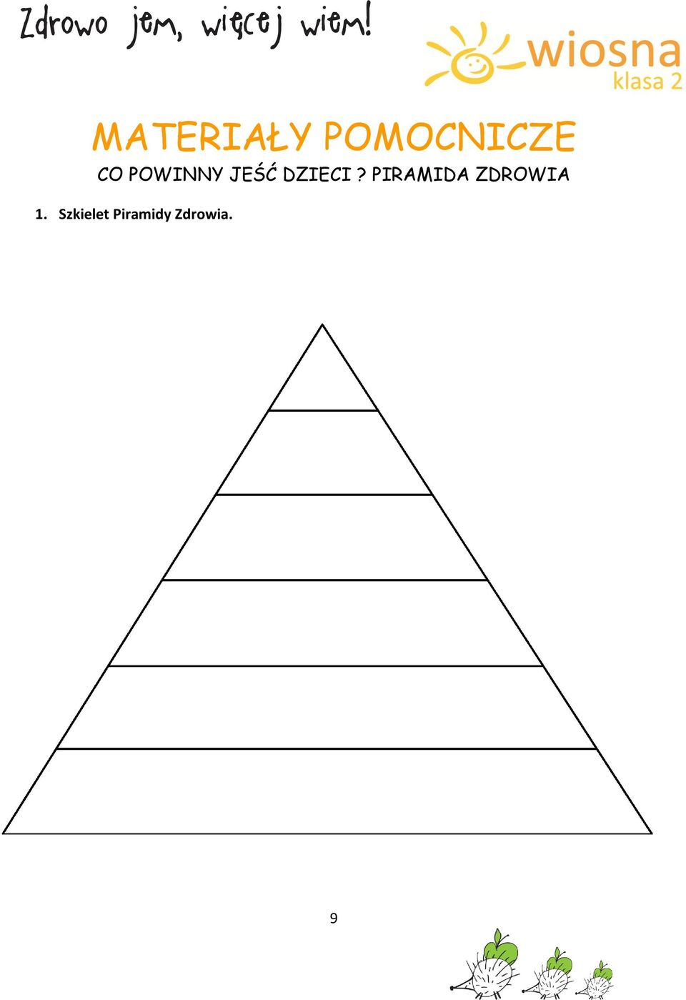 Zdrowo jem, więcej wiem!
wiosna
klasa 2
MATERIAŁY POMOCNICZE
CO POWINNY JEŚĆ DZIECI ? PIRAMIDA ZDROWIA
1. Szkielet Piramidy Zdrowia.
9